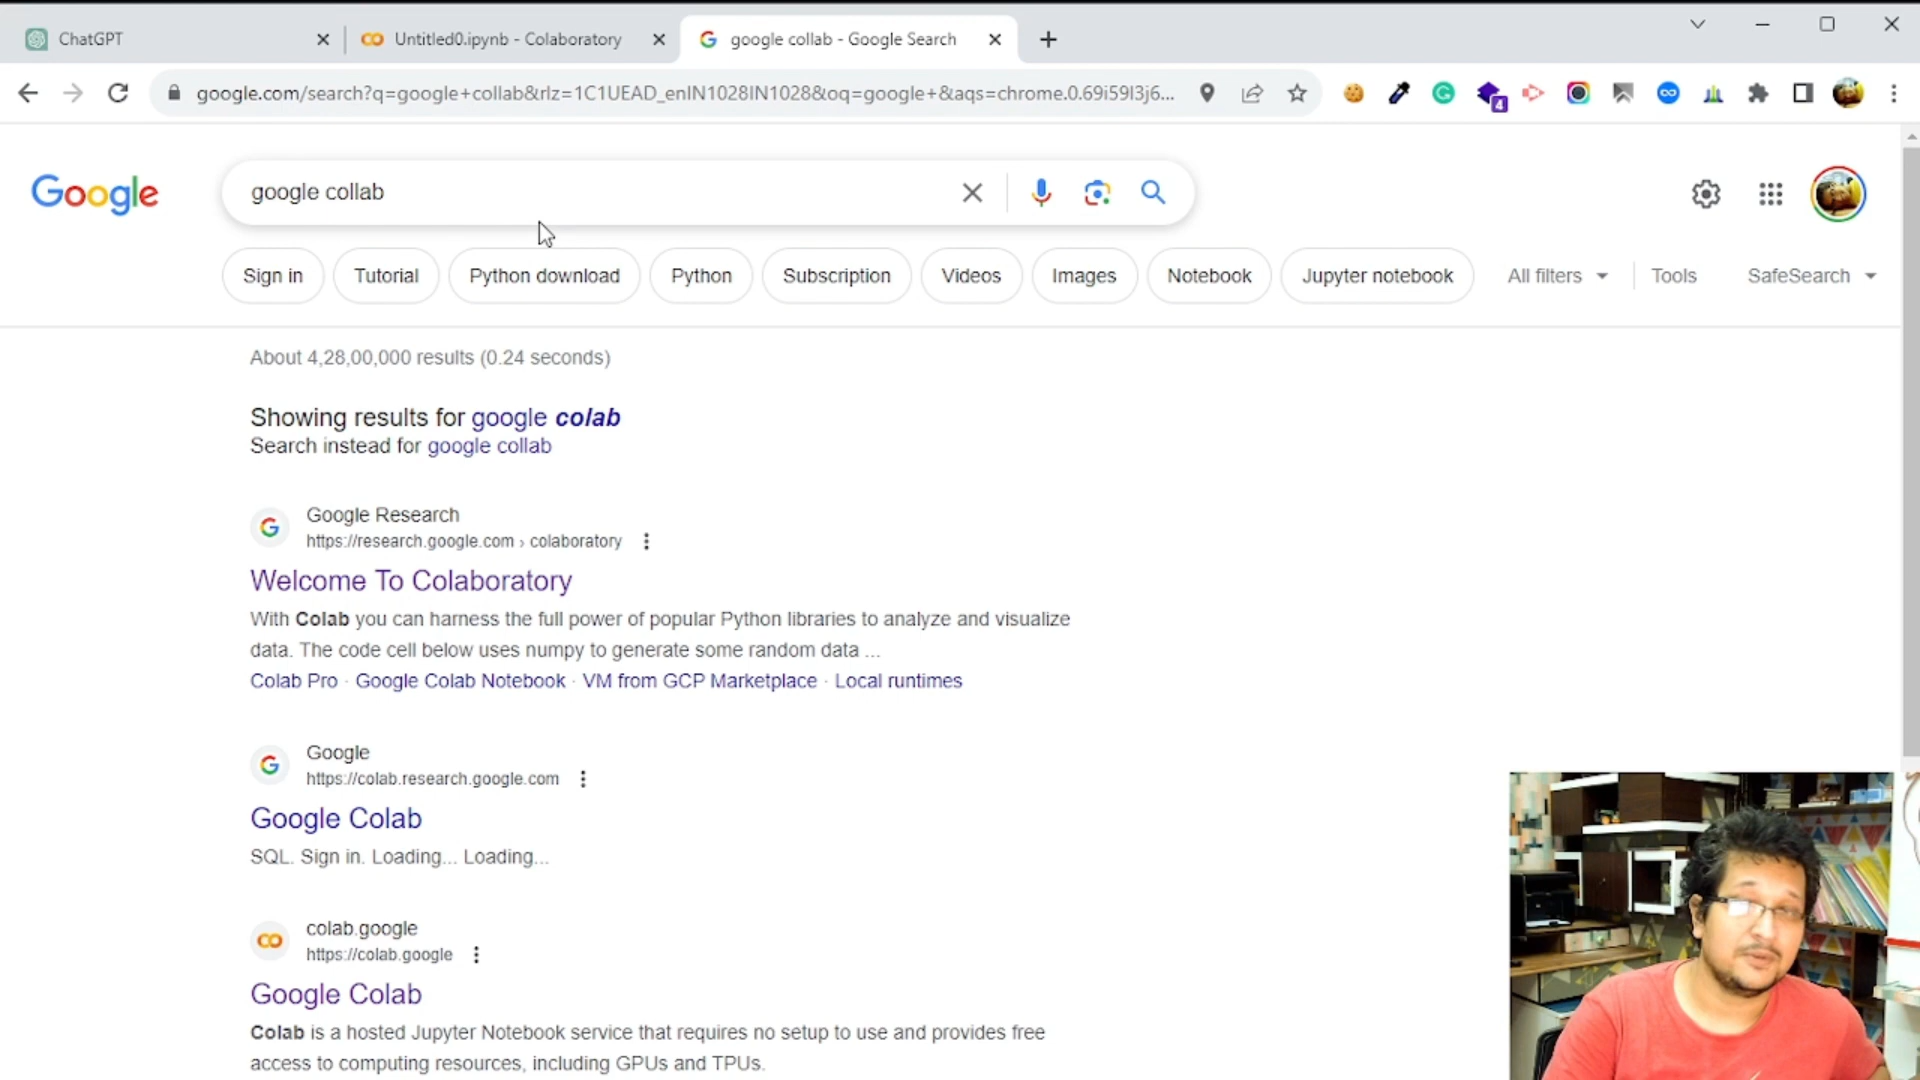 ChatGPT
Untitled0.ipynb - Colaboratory
google collab - Google Search
google.com/search?q=google+collab&rlz=1C1UEAD_enIN1028IN1028&oq=google+&aqs=chrome.0.69i59l3j6...
4
Google
google collab
Sign in
Tutorial
Python download
Python
Subscription
Videos
Images
Notebook
Jupyter notebook
All filters
Tools
SafeSearch
About 4,28,00,000 results (0.24 seconds)
Showing results for google colab
Search instead for google collab
Google Research
https://research.google.com › colaboratory
Welcome To Colaboratory
With Colab you can harness the full power of popular Python libraries to analyze and visualize
data. The code cell below uses numpy to generate some random data ...
Colab Pro · Google Colab Notebook · VM from GCP Marketplace · Local runtimes
Google
https://colab.research.google.com
Google Colab
SQL. Sign in. Loading... Loading...
colab.google
https://colab.google
Google Colab
Colab is a hosted Jupyter Notebook service that requires no setup to use and provides free
access to computing resources, including GPUs and TPUs.